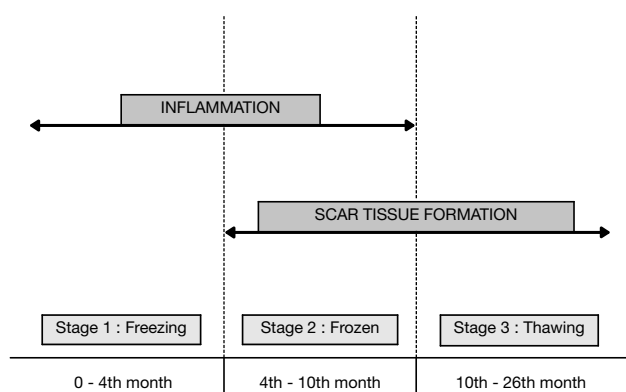 INFLAMMATION
SCAR TISSUE FORMATION
Stage 1 : Freezing
Stage 2 : Frozen
Stage 3 : Thawing
0 - 4th month
4th - 10th month
10th - 26th month